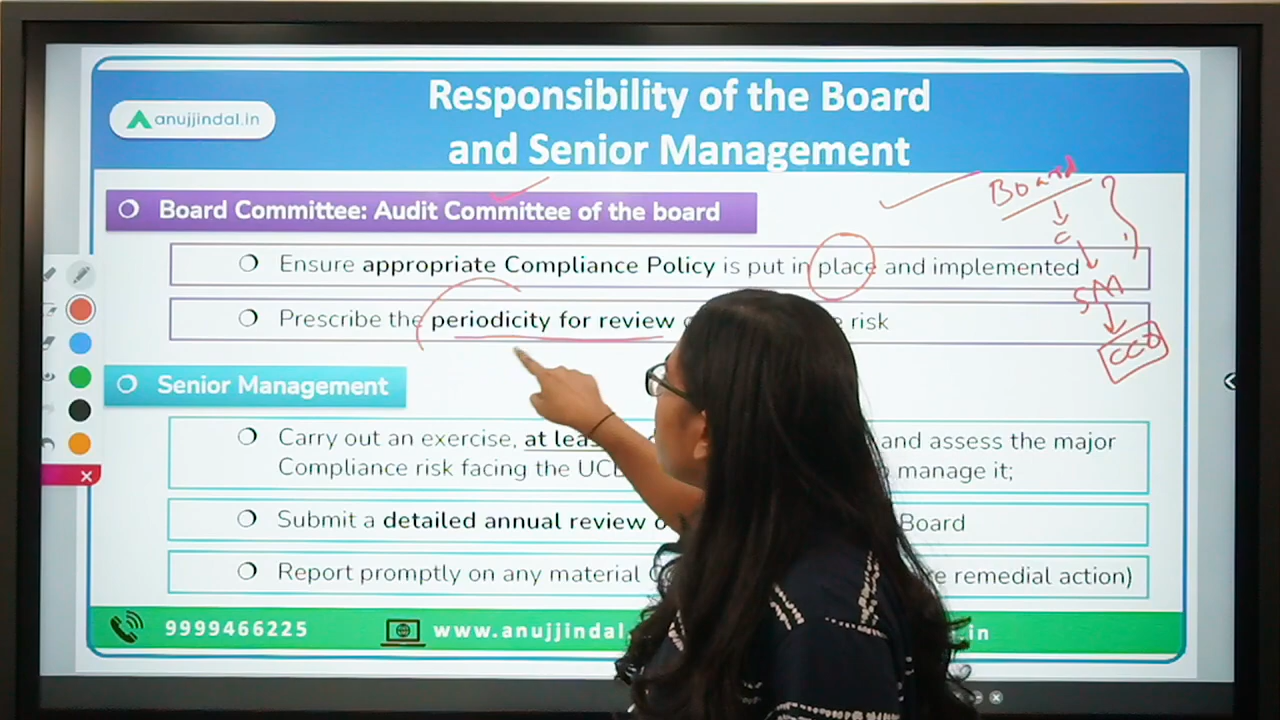 Responsibility of the Board
and Senior Management
anujjindal.in
Board Committee: Audit Committee of the board
Board
Ensure appropriate Compliance Policy is put in place and implemented
C
SM
Prescribe the periodicity for review risk
CCO
Senior Management
Carry out an exercise, at and assess the major
Compliance risk facing the manage it;
Submit a detailed annual review Board
Report promptly on any material remedial action)
9999466225
www.anujjindal.in